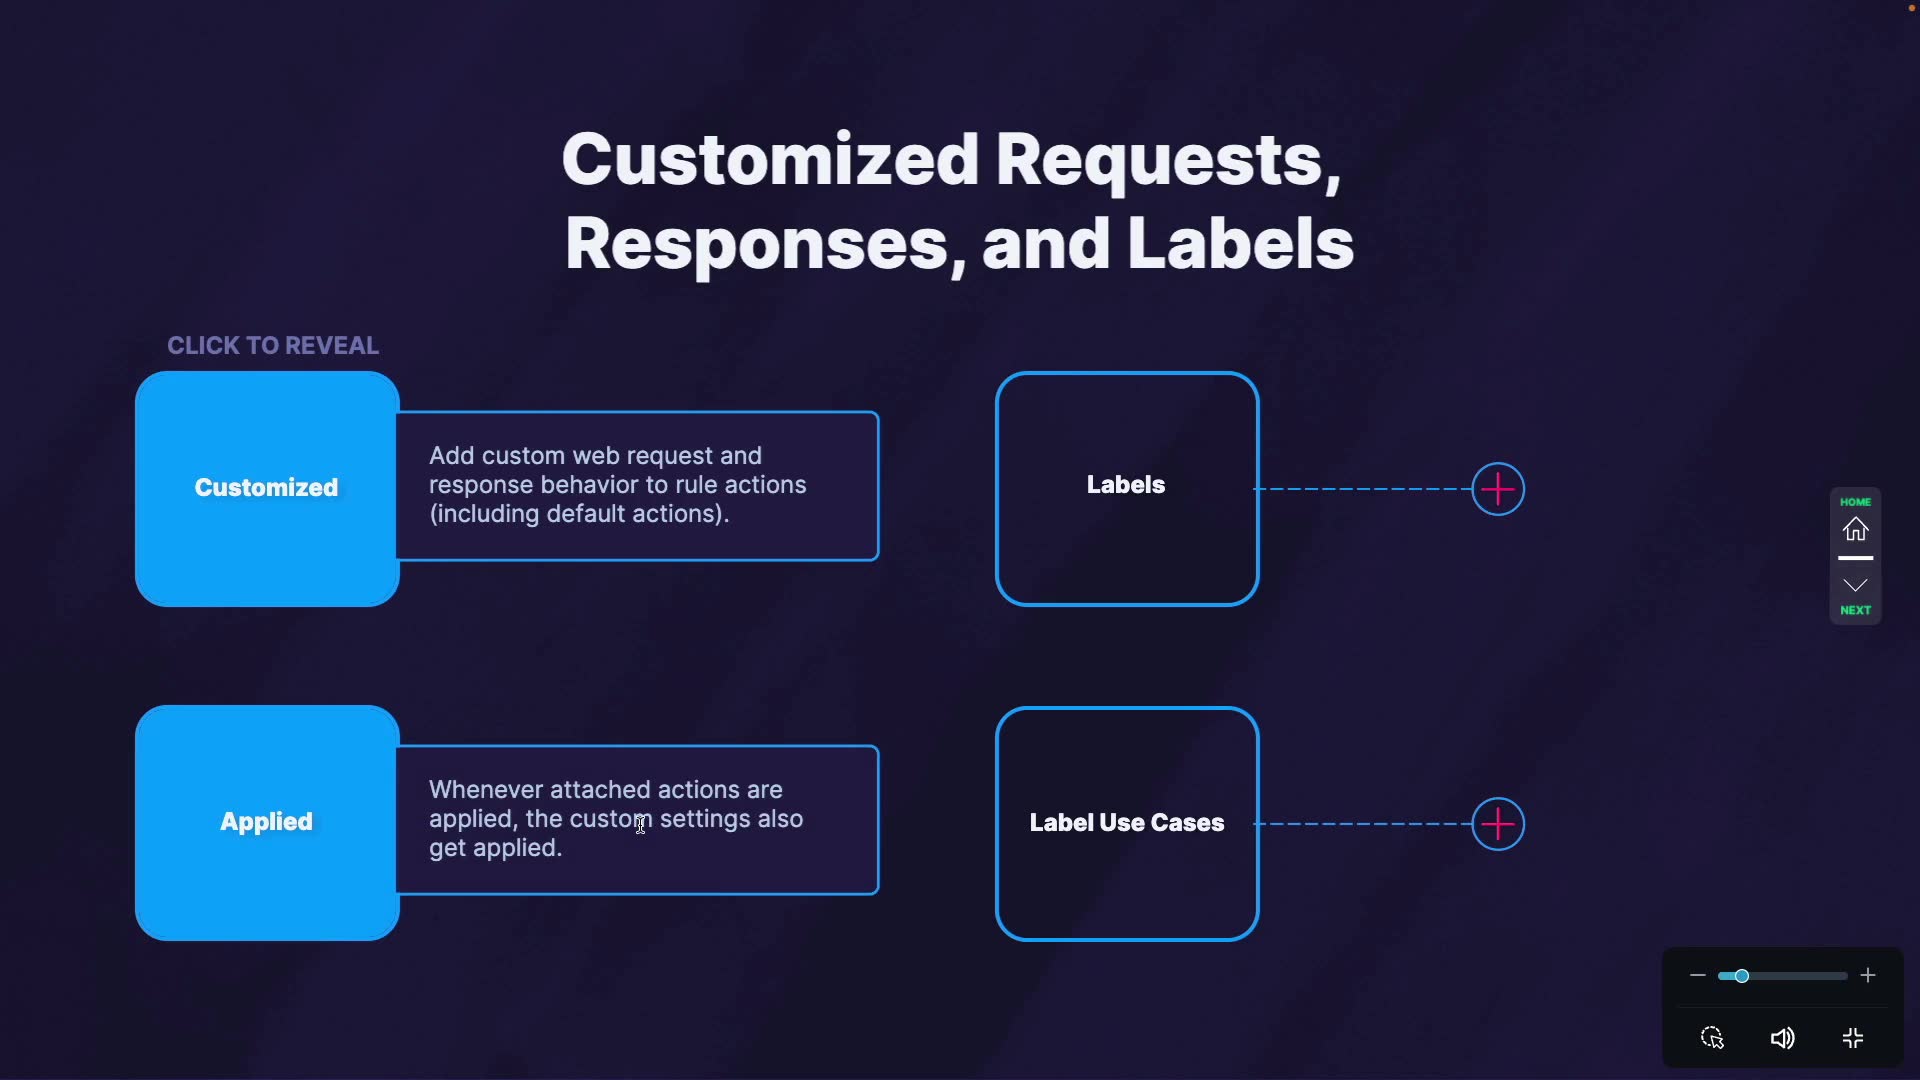 Customized Requests,
Responses, and Labels
CLICK TO REVEAL
Customized
Add custom web request and
response behavior to rule actions
(including default actions).
Labels
Applied
Whenever attached actions are
applied, the custom settings also
get applied.
Label Use Cases
HOME
NEXT